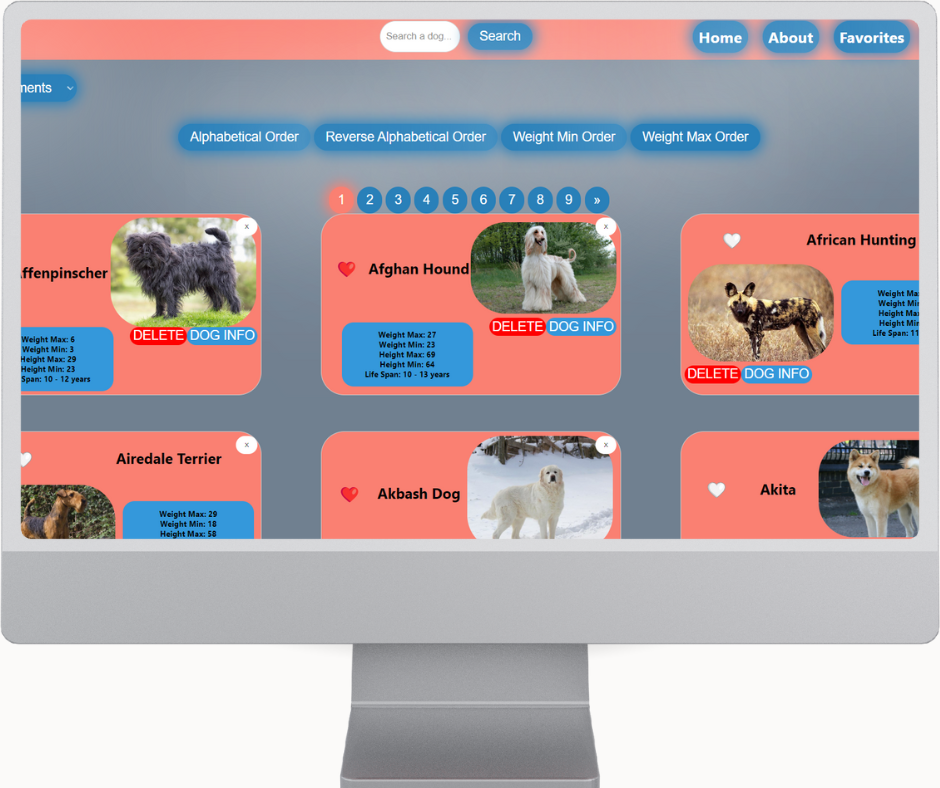 Search a dog...
Search
Home
About
Favorites
ments
Alphabetical Order
Reverse Alphabetical Order
Weight Min Order
Weight Max Order
1 2 3 4 5 6 7 8 9 »
ffenpinscher
x
DELETE DOG INFO
Weight Max: 6
Weight Min: 3
Height Max: 29
Height Min: 23
Span: 10 - 12 years
Afghan Hound
x
DELETE DOG INFO
Weight Max: 27
Weight Min: 23
Height Max: 69
Height Min: 64
Life Span: 10 - 13 years
African Hunting
Weight Ma
Weight Mi
Height Ma
Height Min
Life Span: 11
DELETE DOG INFO
Airedale Terrier
x
Weight Max: 29
Weight Min: 18
Height Max: 58
Akbash Dog
x
Akita